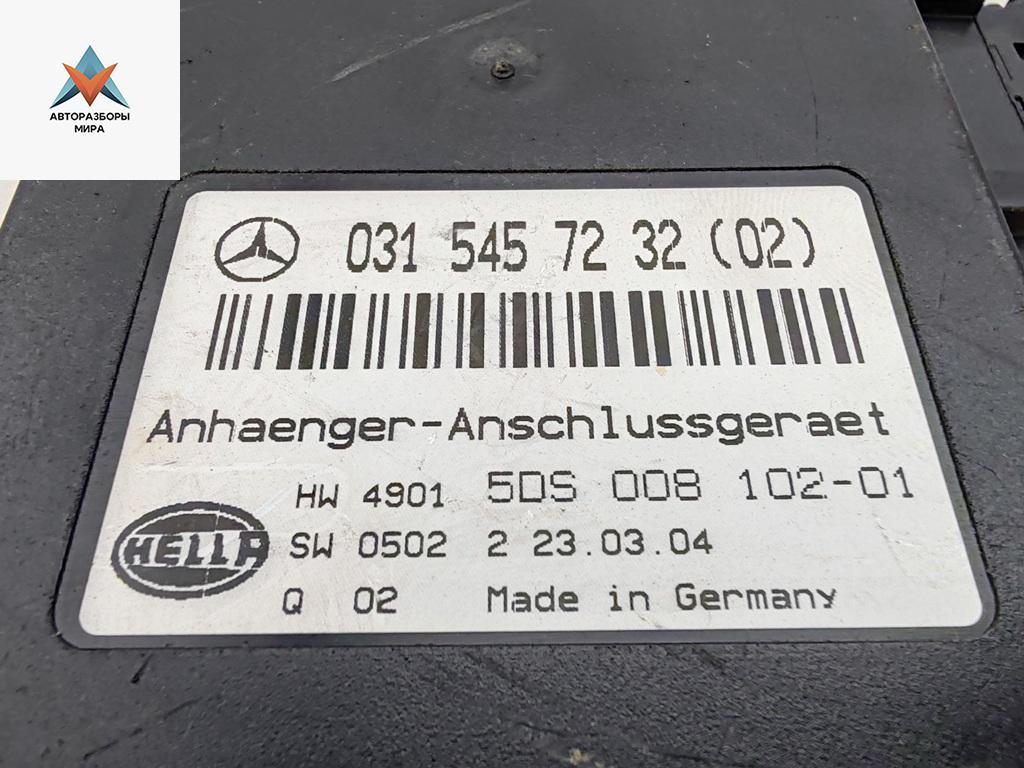 АВТОРАЗБОРЫ
МИРА
031 545 72 32 (02)
Anhaenger-Anschlussgeraet
HW 4901 5DS 008 102-01
HELLA
SW 0502 2 23.03.04
Q 02 Made in Germany